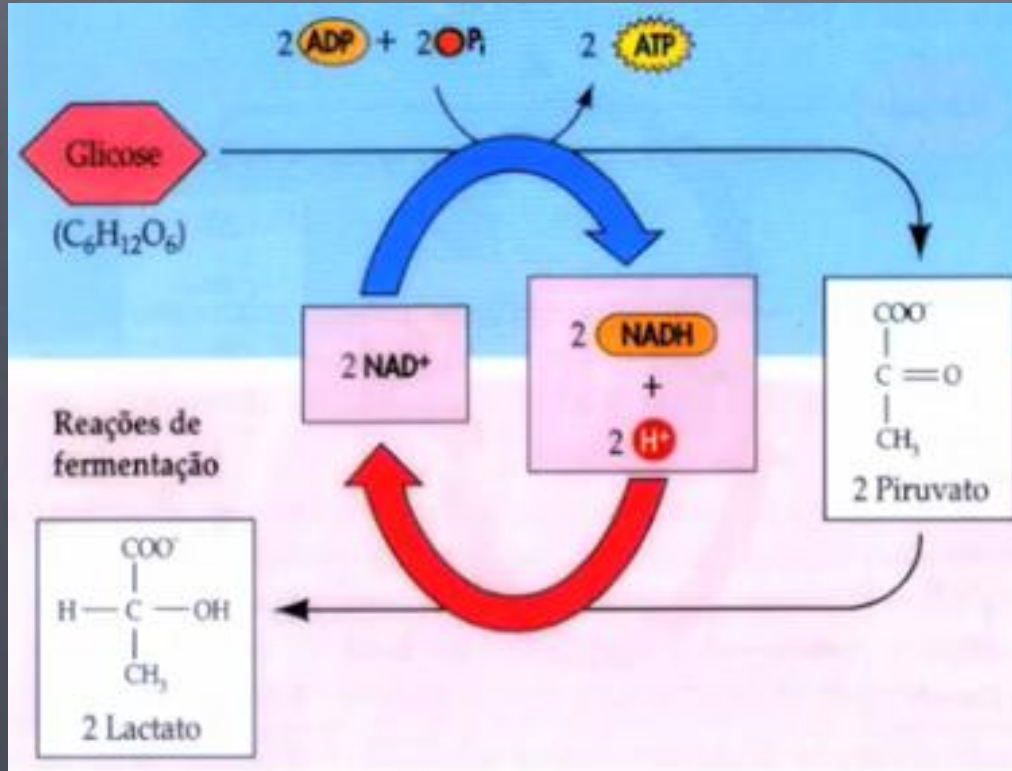 2 ADP + 2 Pi 2 ATP
Glicose
(C₆H₁₂O₆)
2 NAD⁺
2 NADH
+
2 H⁺
COO⁻
C=O
CH₃
2 Piruvato
Reações de
fermentação
COO⁻
H—C—OH
CH₃
2 Lactato